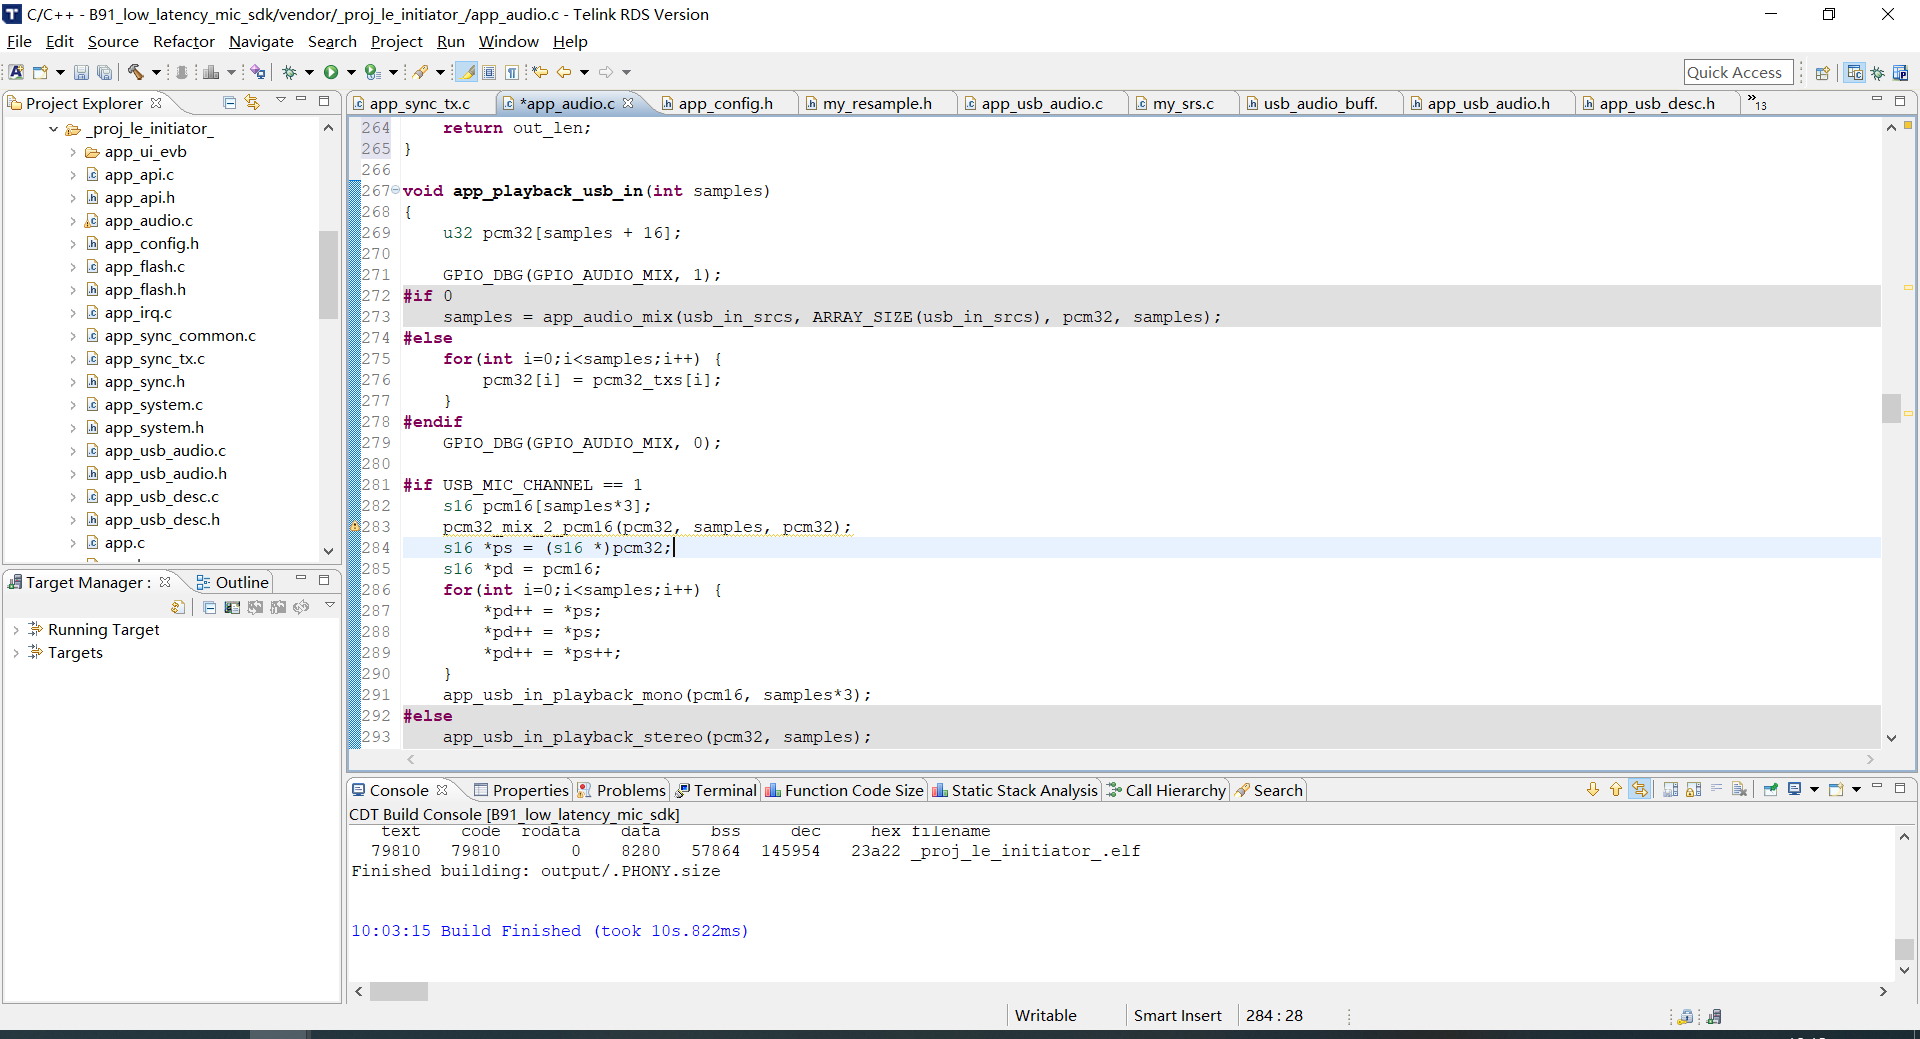 C/C++ - B91_low_latency_mic_sdk/vendor/_proj_le_initiator_/app_audio.c - Telink RDS Version
File Edit Source Refactor Navigate Search Project Run Window Help
Quick Access
Project Explorer
_proj_le_initiator_
app_ui_evb
app_api.c
app_api.h
app_audio.c
app_config.h
app_flash.c
app_flash.h
app_irq.c
app_sync_common.c
app_sync_tx.c
app_sync.h
app_system.c
app_system.h
app_usb_audio.c
app_usb_audio.h
app_usb_desc.c
app_usb_desc.h
app.c
Target Manager : Outline
Running Target
Targets
app_sync_tx.c *app_audio.c app_config.h my_resample.h app_usb_audio.c my_src.c usb_audio_buff. app_usb_audio.h app_usb_desc.h »13
264     return out_len;
265 }
266
267 void app_playback_usb_in(int samples)
268 {
269     u32 pcm32[samples + 16];
270
271     GPIO_DBG(GPIO_AUDIO_MIX, 1);
272 #if 0
273     samples = app_audio_mix(usb_in_srcs, ARRAY_SIZE(usb_in_srcs), pcm32, samples);
274 #else
275     for(int i=0;i<samples;i++) {
276         pcm32[i] = pcm32_txs[i];
277     }
278 #endif
279     GPIO_DBG(GPIO_AUDIO_MIX, 0);
280
281 #if USB_MIC_CHANNEL == 1
282     s16 pcm16[samples*3];
283     pcm32_mix_2_pcm16(pcm32, samples, pcm32);
284     s16 *ps = (s16 *)pcm32;
285     s16 *pd = pcm16;
286     for(int i=0;i<samples;i++) {
287         *pd++ = *ps;
288         *pd++ = *ps;
289         *pd++ = *ps++;
290     }
291     app_usb_in_playback_mono(pcm16, samples*3);
292 #else
293     app_usb_in_playback_stereo(pcm32, samples);
Console Properties Problems Terminal Function Code Size Static Stack Analysis Call Hierarchy Search
CDT Build Console [B91_low_latency_mic_sdk]
text code rodata data bss dec hex filename
79810 79810 0 8280 57864 145954 23a22 _proj_le_initiator_.elf
Finished building: output/.PHONY.size
10:03:15 Build Finished (took 10s.822ms)
Writable Smart Insert 284 : 28